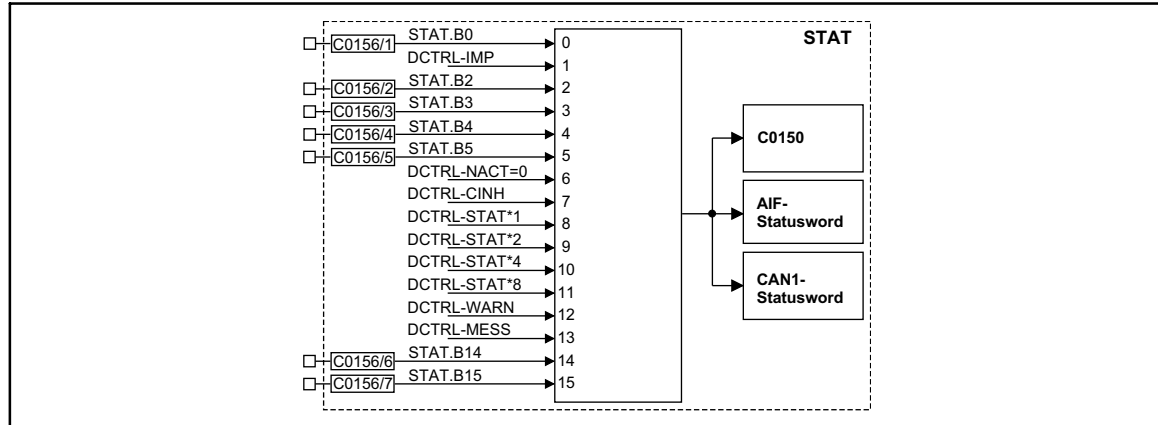 STAT
C0156/1 STAT.B0 0
DCTRL-IMP 1
C0156/2 STAT.B2 2
C0156/3 STAT.B3 3
C0156/4 STAT.B4 4
C0156/5 STAT.B5 5
DCTRL-NACT=0 6
DCTRL-CINH 7
DCTRL-STAT*1 8
DCTRL-STAT*2 9
DCTRL-STAT*4 10
DCTRL-STAT*8 11
DCTRL-WARN 12
DCTRL-MESS 13
C0156/6 STAT.B14 14
C0156/7 STAT.B15 15
C0150
AIF-
Statusword
CAN1-
Statusword